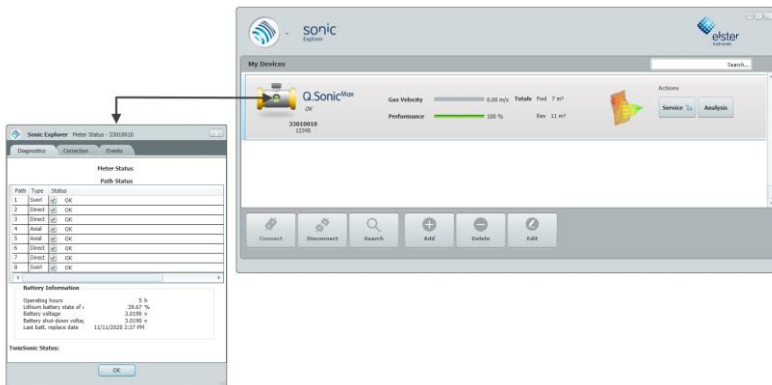 sonic
Explorer
elster
Instromet
My Devices
Search...
Q.SonicMax
OK
33010810
12345
Gas Velocity 0.00 m/s Totals Fwd 7 m³
Performance 100 % Rev 11 m³
Actions
Service Analysis
Connect Disconnect Search Add Delete Edit
Sonic Explorer Meter Status - 33010810
Diagnostics Correction Events
Meter Status
Path Status
Path Type Status
1 Swirl OK
2 Direct OK
3 Direct OK
4 Axial OK
5 Axial OK
6 Direct OK
7 Direct OK
8 Swirl OK
Battery Information
Operating hours 5 h
Lithium battery state of 39.67 %
Battery voltage 3.0198 v
Battery shut-down voltag 3.0198 v
Last batt. replace date 11/11/2020 2:37 PM
TwinSonic Status:
OK